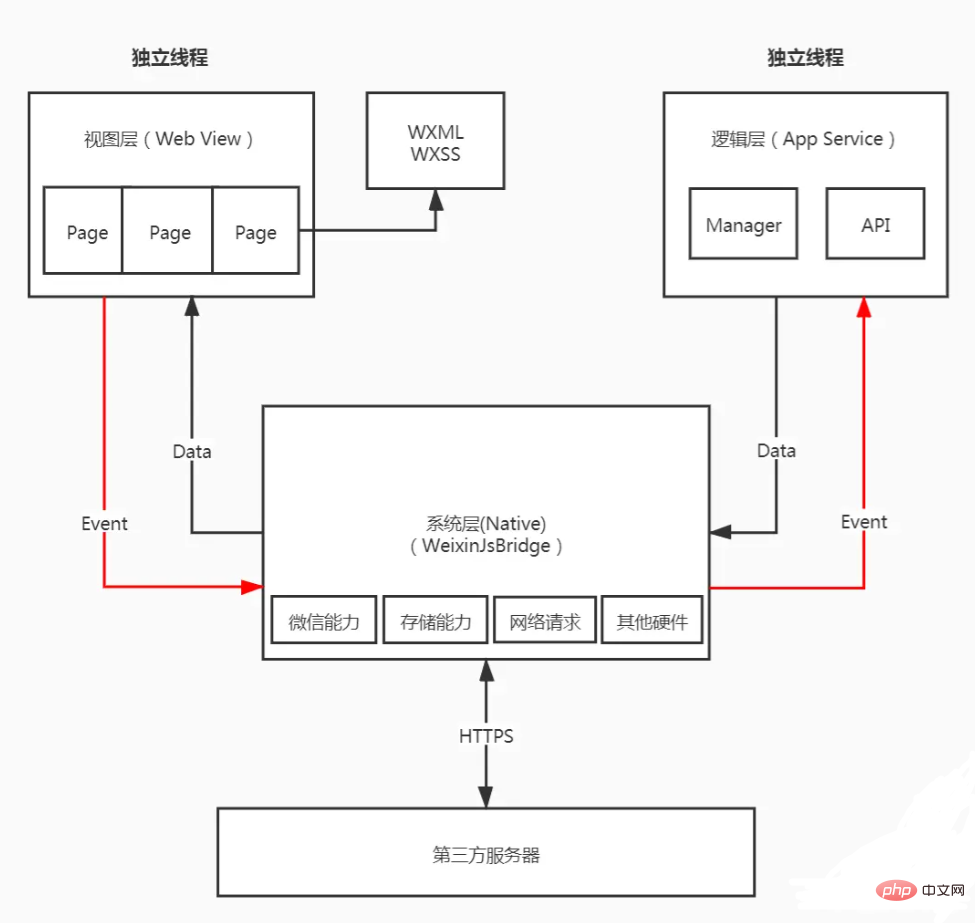 独立线程
独立线程
视图层（Web View）
WXML
WXSS
逻辑层（App Service）
Page
Page
Page
Manager
API
Data
Data
Event
Event
系统层(Native)
（WeixinJsBridge）
微信能力
存储能力
网络请求
其他硬件
HTTPS
第三方服务器
php 中文网